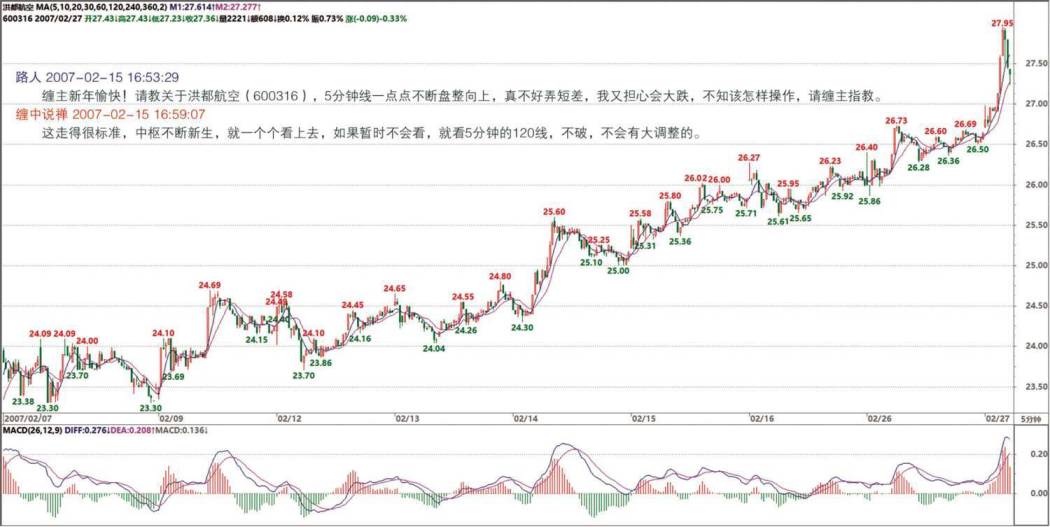 洪都航空 MA(5,10,20,30,60,120,240,360,2) M1:27.614↑M2:27.277↑
600316 2007/02/27 开27.43↓高27.43↓低27.23↓收27.36↓量2221↓额608↓换0.12% 振0.73% 涨(-0.09)-0.33%
27.95
27.50
路人 2007-02-15 16:53:29
缠主新年愉快！请教关于洪都航空（600316），5分钟线一点点不断盘整向上，真不好弄短差，我又担心会大跌，不知该怎样操作，请缠主指教。
缠中说禅 2007-02-15 16:59:07
27.00
这走得很标准，中枢不断新生，就一个个看上去，如果暂时不会看，就看5分钟的120线，不破，不会有大调整的。
26.73 26.60 26.69
26.50
26.40 26.28 26.36 26.50
26.27 26.23
26.02 26.00 25.95 26.00
25.80 25.92 25.86
25.75 25.71 25.61 25.65
25.60 25.58 25.50
25.25 25.31 25.36
25.10 25.00 25.00
24.69 24.58 24.65 24.80
24.45 24.55 24.50
24.40 24.30
24.15 24.16 24.26
24.09 24.09 24.00 24.10 24.10 24.04 24.00
23.70 23.69 23.70 23.86
23.38 23.30 23.30 23.50
2007/02/07 02/09 02/12 02/13 02/14 02/15 02/16 02/26 02/27 5分钟
MACD(26,12,9) DIFF:0.276↓DEA:0.208↑MACD:0.136↓
0.20
0.00